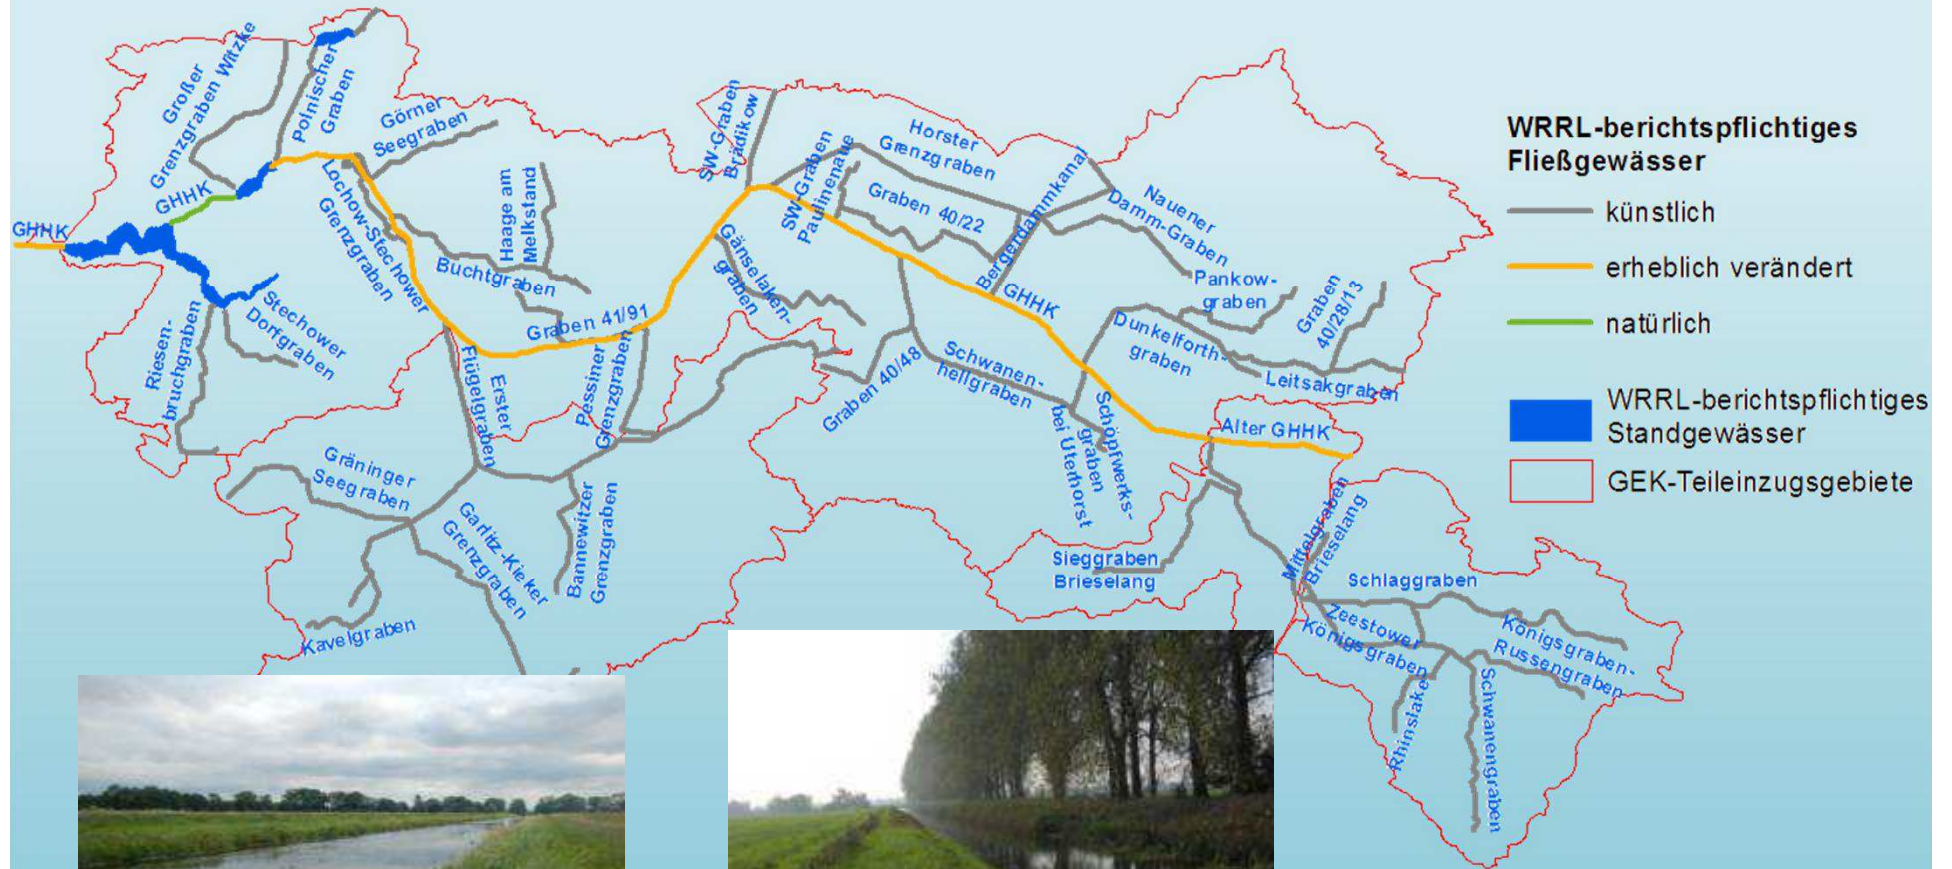 Großer
Grenzgraben Witzke
Polnischer
Graben
Görner
Seegraben
GHHK
GHHK
Lochow-Stechower
Grenzgraben
Haage am
Melkstand
Buchtgraben
Stechower
Dorfgraben
Riesen-
bruchgraben
Graben 41/91
Erster
Flügelgraben
Pessiner
Grenzgraben
Gräninger
Seegraben
Garlitz-Kieker
Grenzgraben
Bannewitzer
Grenzgraben
Kavelgraben
SW-Graben
Brädikow
SW-Graben
Paulinenaue
Horster
Grenzgraben
Graben 40/22
Bergerdammkanal
Nauener
Damm-Graben
Pankow-
graben
Graben
40/28/13
Gänselaken-
graben
GHHK
Dunkelforth-
graben
Leitsakgraben
Graben 40/48
Schwanen-
hellgraben
Schöpfwerks-
graben
bei Utershorst
Alter GHHK
Sieggraben
Brieselang
Mittelgraben
Brieselang
Schlaggraben
Zeestower
Königsgraben
Königsgraben-
Russengraben
Rhinslake
Schwanengraben
WRRL-berichtspflichtiges
Fließgewässer
künstlich
erheblich verändert
natürlich
WRRL-berichtspflichtiges
Standgewässer
GEK-Teileinzugsgebiete